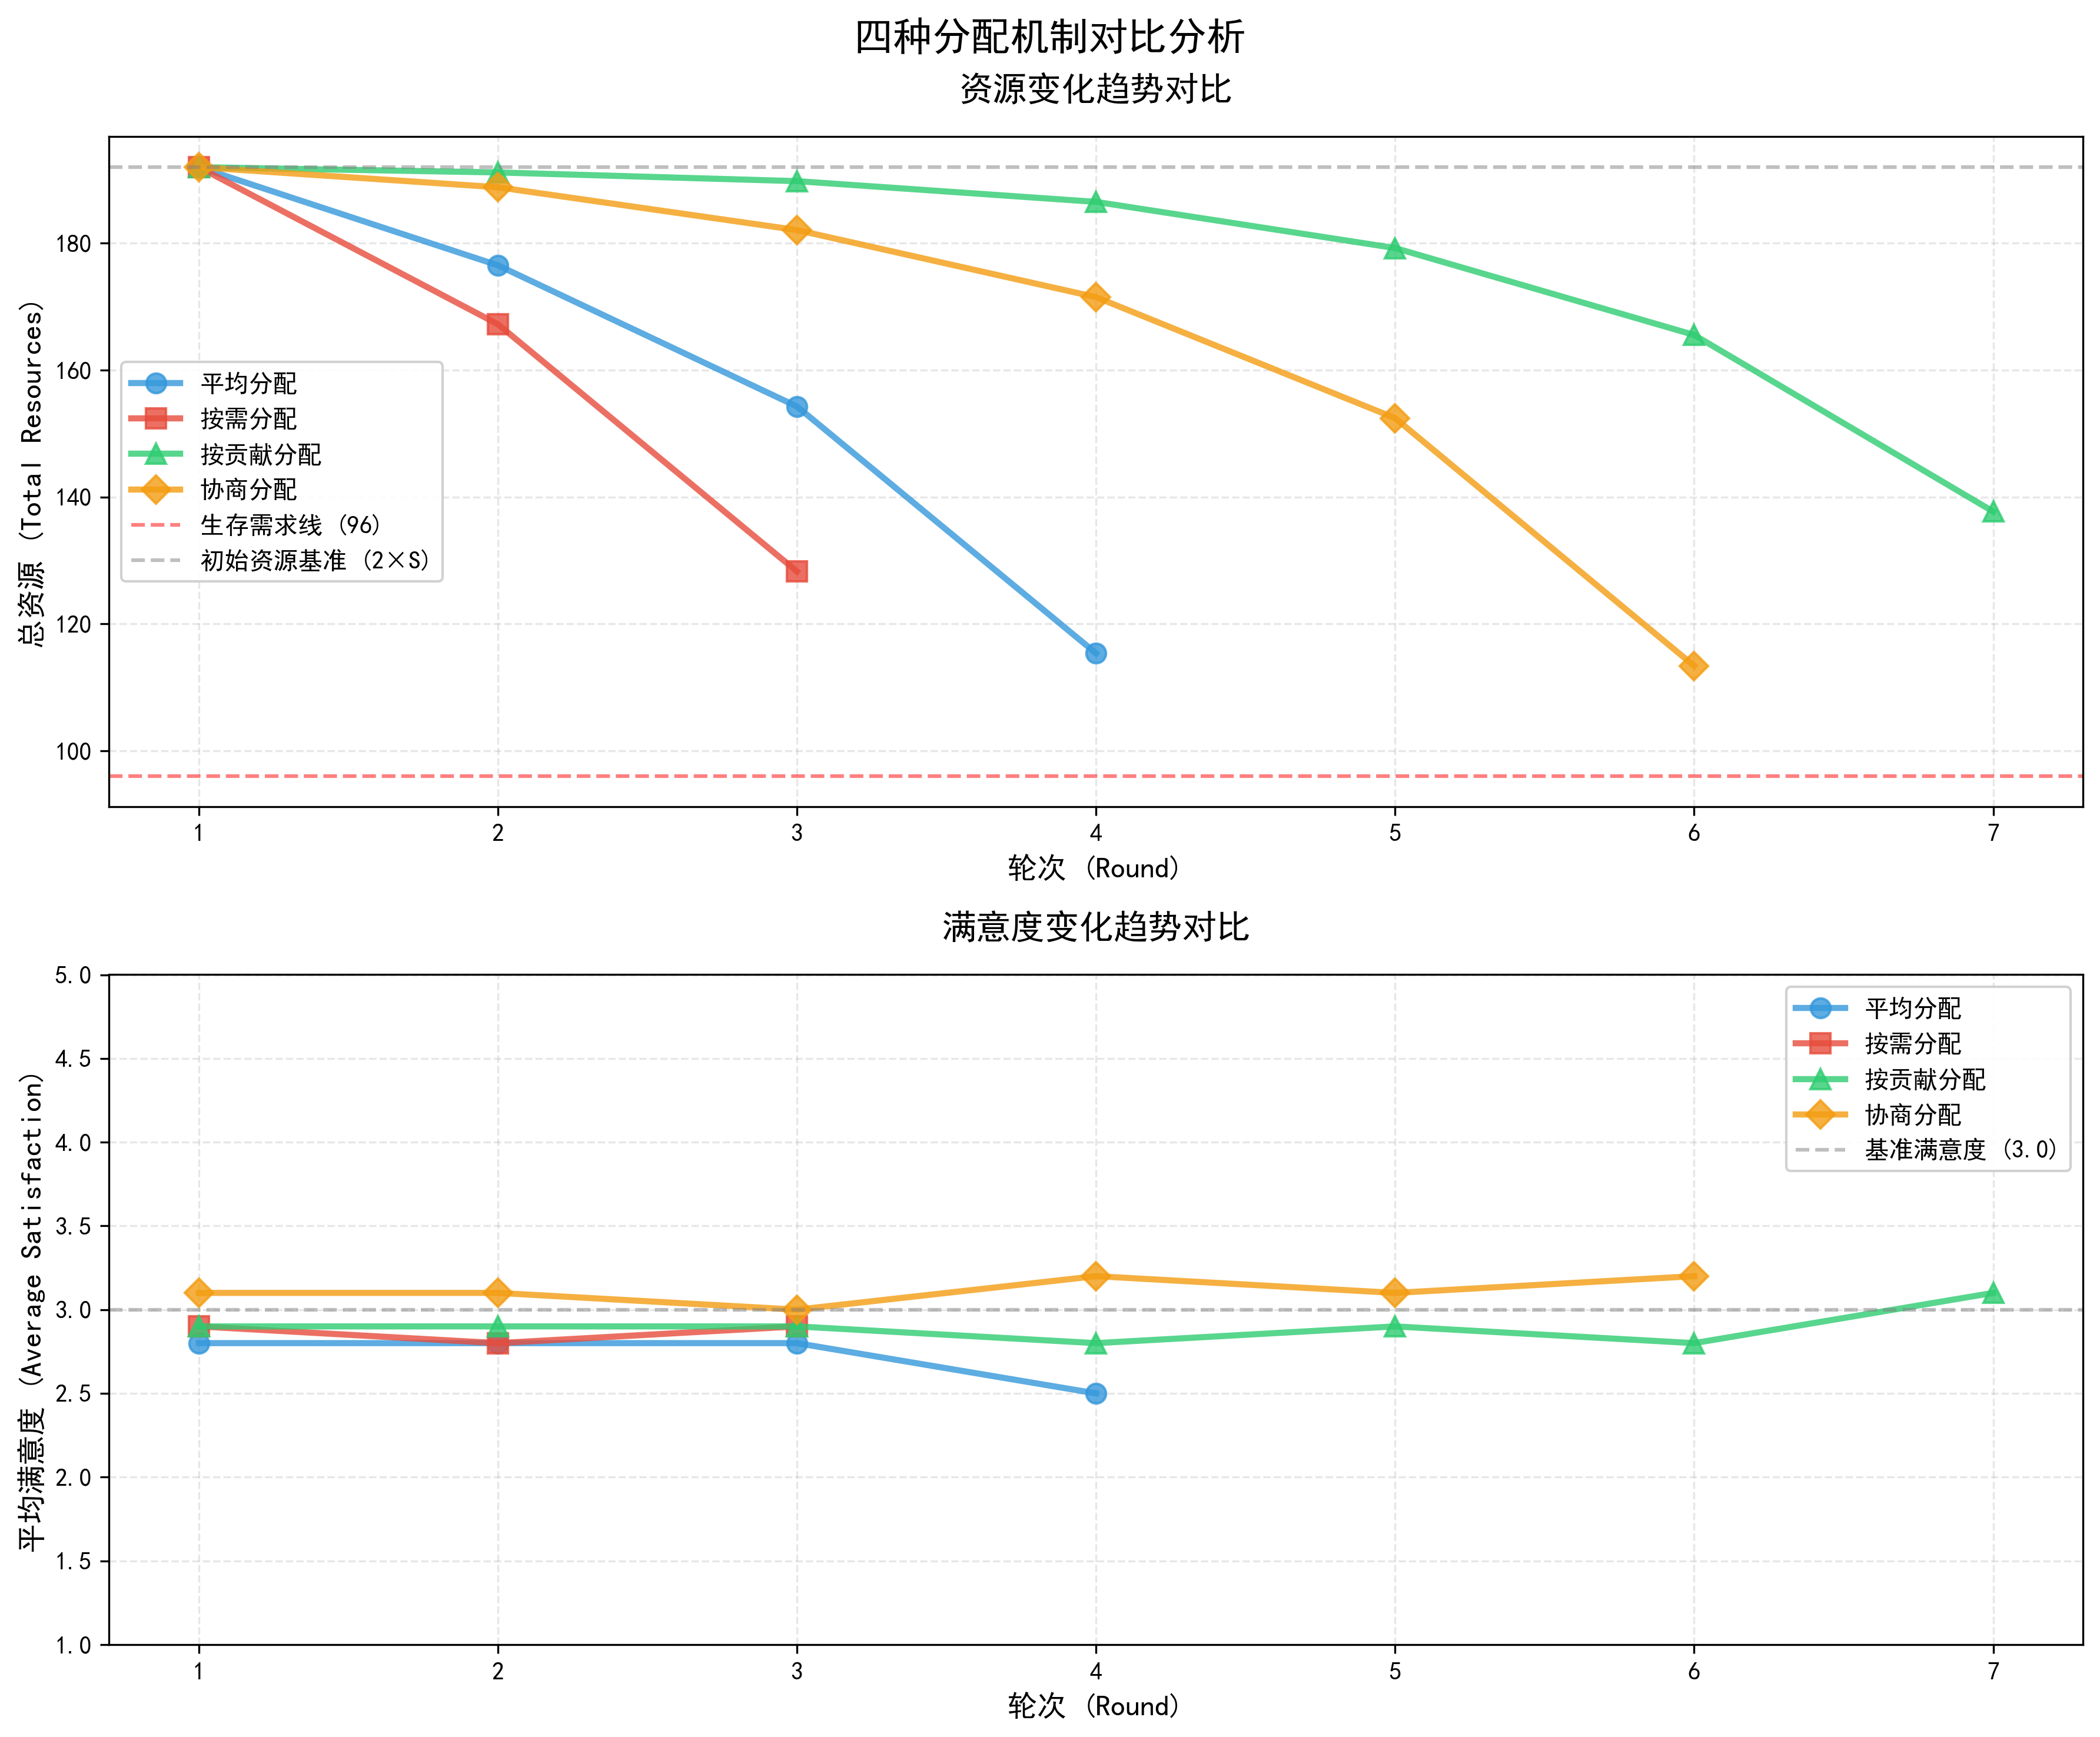 四种分配机制对比分析
资源变化趋势对比
总资源 (Total Resources)
180
160
140
120
100
平均分配
按需分配
按贡献分配
协商分配
生存需求线 (96)
初始资源基准 (2×S)
1 2 3 4 5 6 7
轮次 (Round)
满意度变化趋势对比
平均满意度 (Average Satisfaction)
5.0
4.5
4.0
3.5
3.0
2.5
2.0
1.5
1.0
平均分配
按需分配
按贡献分配
协商分配
基准满意度 (3.0)
1 2 3 4 5 6 7
轮次 (Round)